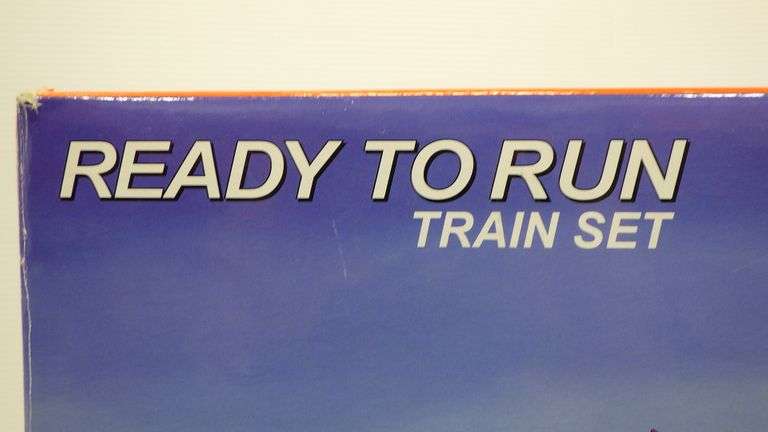 READY TO RUN
TRAIN SET